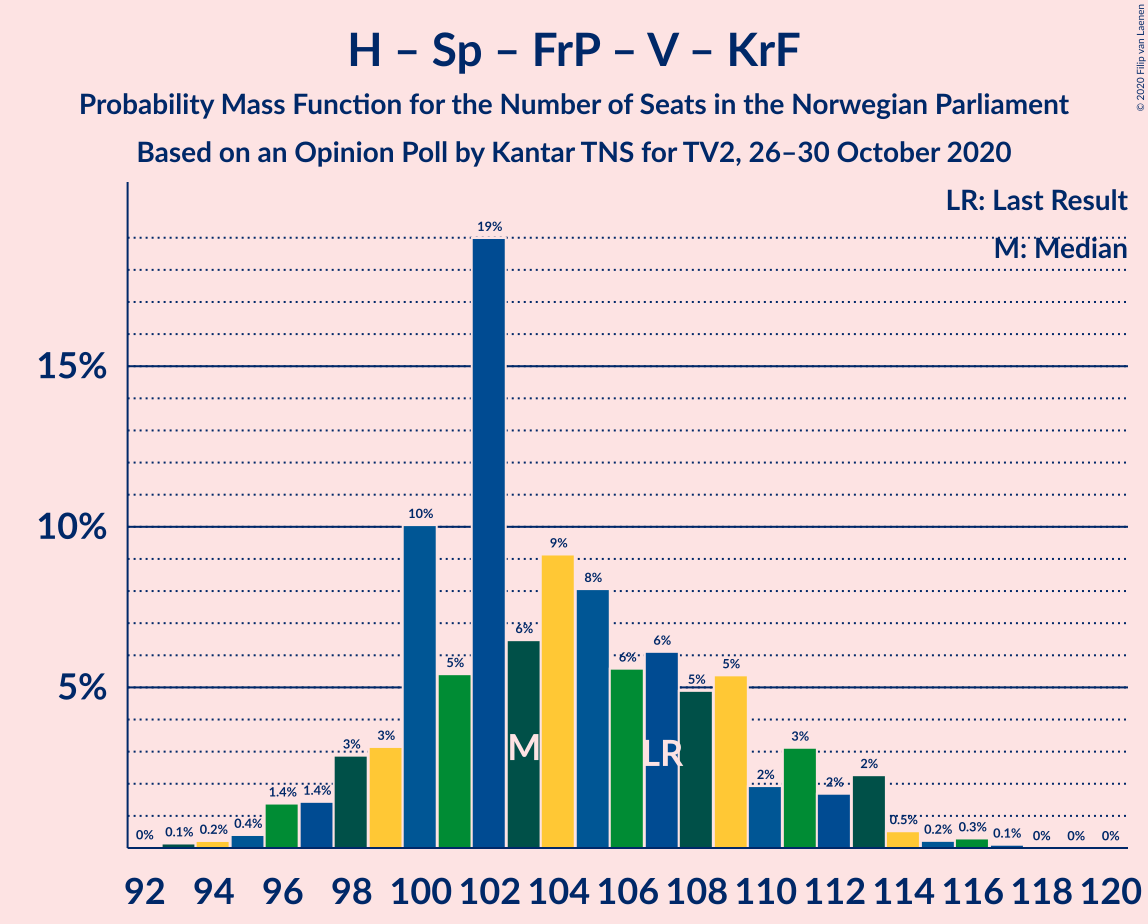 H – Sp – FrP – V – KrF
Probability Mass Function for the Number of Seats in the Norwegian Parliament
Based on an Opinion Poll by Kantar TNS for TV2, 26–30 October 2020
© 2020 Filip van Laenen
LR: Last Result
M: Median
15%
10%
5%
0% 0.1% 0.2% 0.4% 1.4% 1.4% 3% 3% 10% 5% 19% 6% 9% 8% 6% 6% 5% 5% 2% 3% 2% 2% 0.5% 0.2% 0.3% 0.1% 0% 0% 0%
M LR
92 94 96 98 100 102 104 106 108 110 112 114 116 118 120